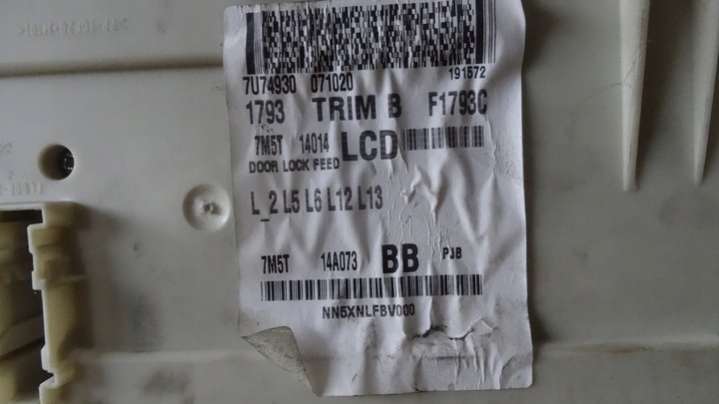 7U74930 071020 191572
1793 TRIM B F1793C
7M5T 14014 LCD
DOOR LOCK FEED
L_2 L5 L6 L12 L13
7M5T 14A073 BB PJB
NN5XNLFBV000